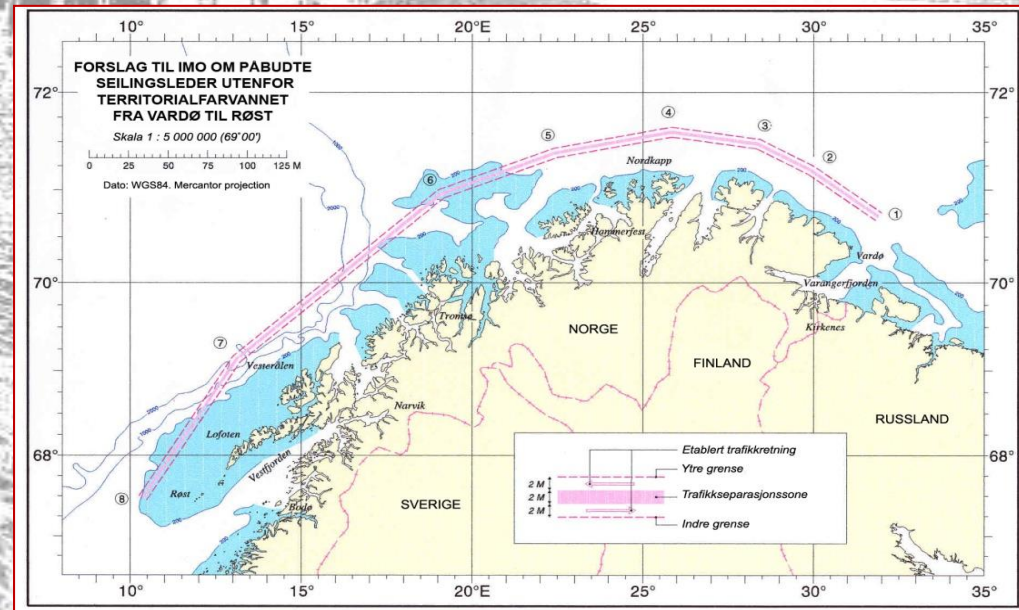 10°E
15°E
20°E
25°E
30°E
35°E
FORSLAG TIL IMO OM PÅBUDTE
SEILINGSLEDER UTENFOR
TERRITORIALFARVANNET
FRA VARDØ TIL RØST
Skala 1 : 5 000 000 (69°00')
0 25 50 75 100 125 M
Dato: WGS84. Mercantor projection
72°
72°
4
3
5
2
Nordkapp
6
1
Hammerfest
Vardø
70°
70°
Varangerfjorden
Tromsø
Kirkenes
NORGE
7
Vesterålen
FINLAND
Narvik
RUSSLAND
Lofoten
68°
68°
Vestfjorden
Etablert trafikkretning
Ytre grense
2 M
2 M
Trafikkseparasjonssone
2 M
Indre grense
8
Røst
SVERIGE
Bodø
10°E
15°E
20°E
25°E
30°E
35°